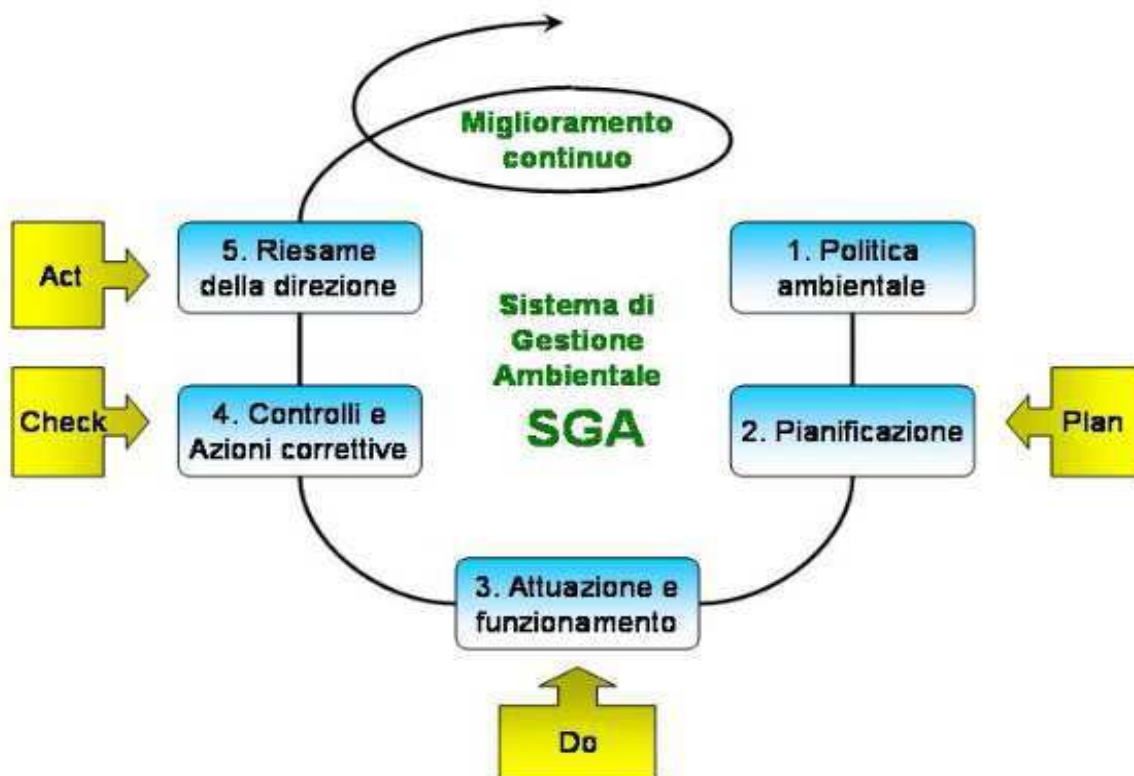 Miglioramento
continuo
Act
5. Riesame
della direzione
1. Politica
ambientale
Sistema di
Gestione
Ambientale
SGA
Check
4. Controlli e
Azioni correttive
2. Pianificazione
Plan
3. Attuazione e
funzionamento
Do